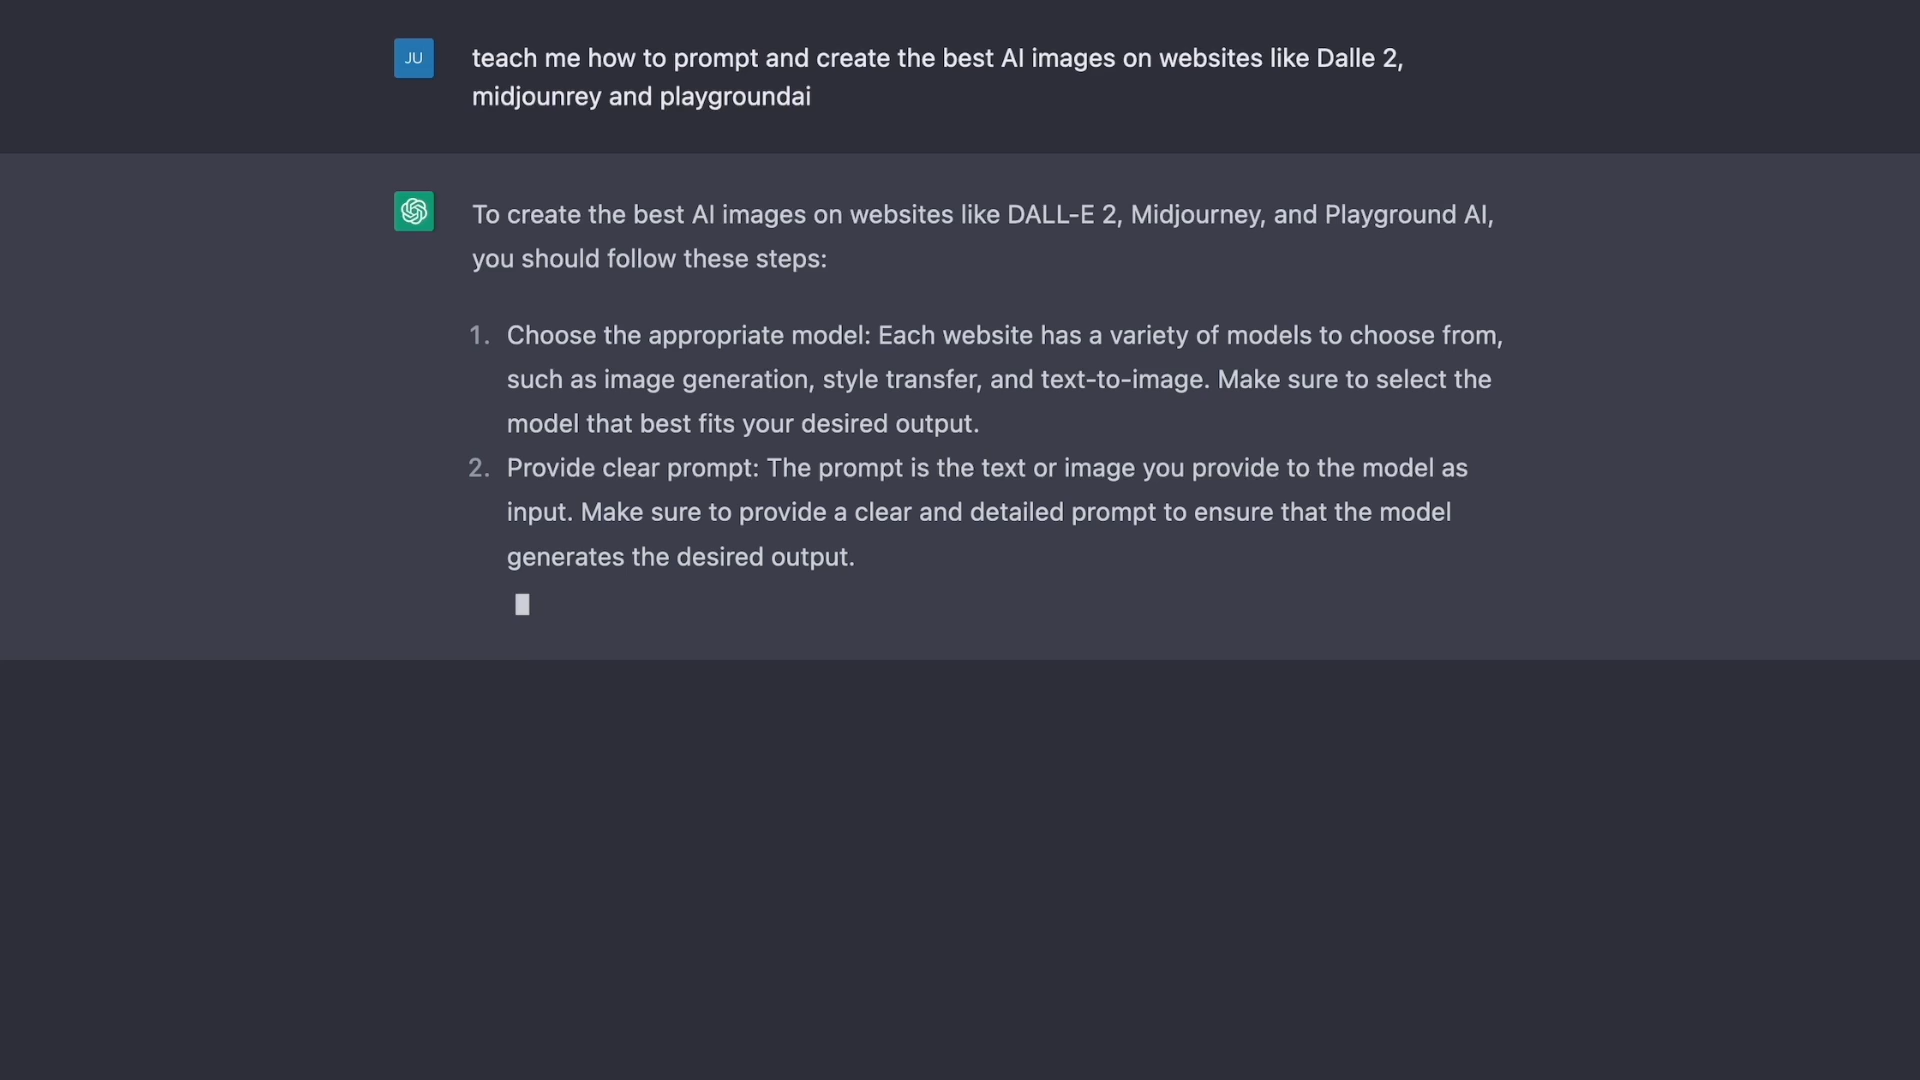 JU
teach me how to prompt and create the best AI images on websites like Dalle 2,
midjounrey and playgroundai
To create the best AI images on websites like DALL-E 2, Midjourney, and Playground AI,
you should follow these steps:
1. Choose the appropriate model: Each website has a variety of models to choose from,
such as image generation, style transfer, and text-to-image. Make sure to select the
model that best fits your desired output.
2. Provide clear prompt: The prompt is the text or image you provide to the model as
input. Make sure to provide a clear and detailed prompt to ensure that the model
generates the desired output.